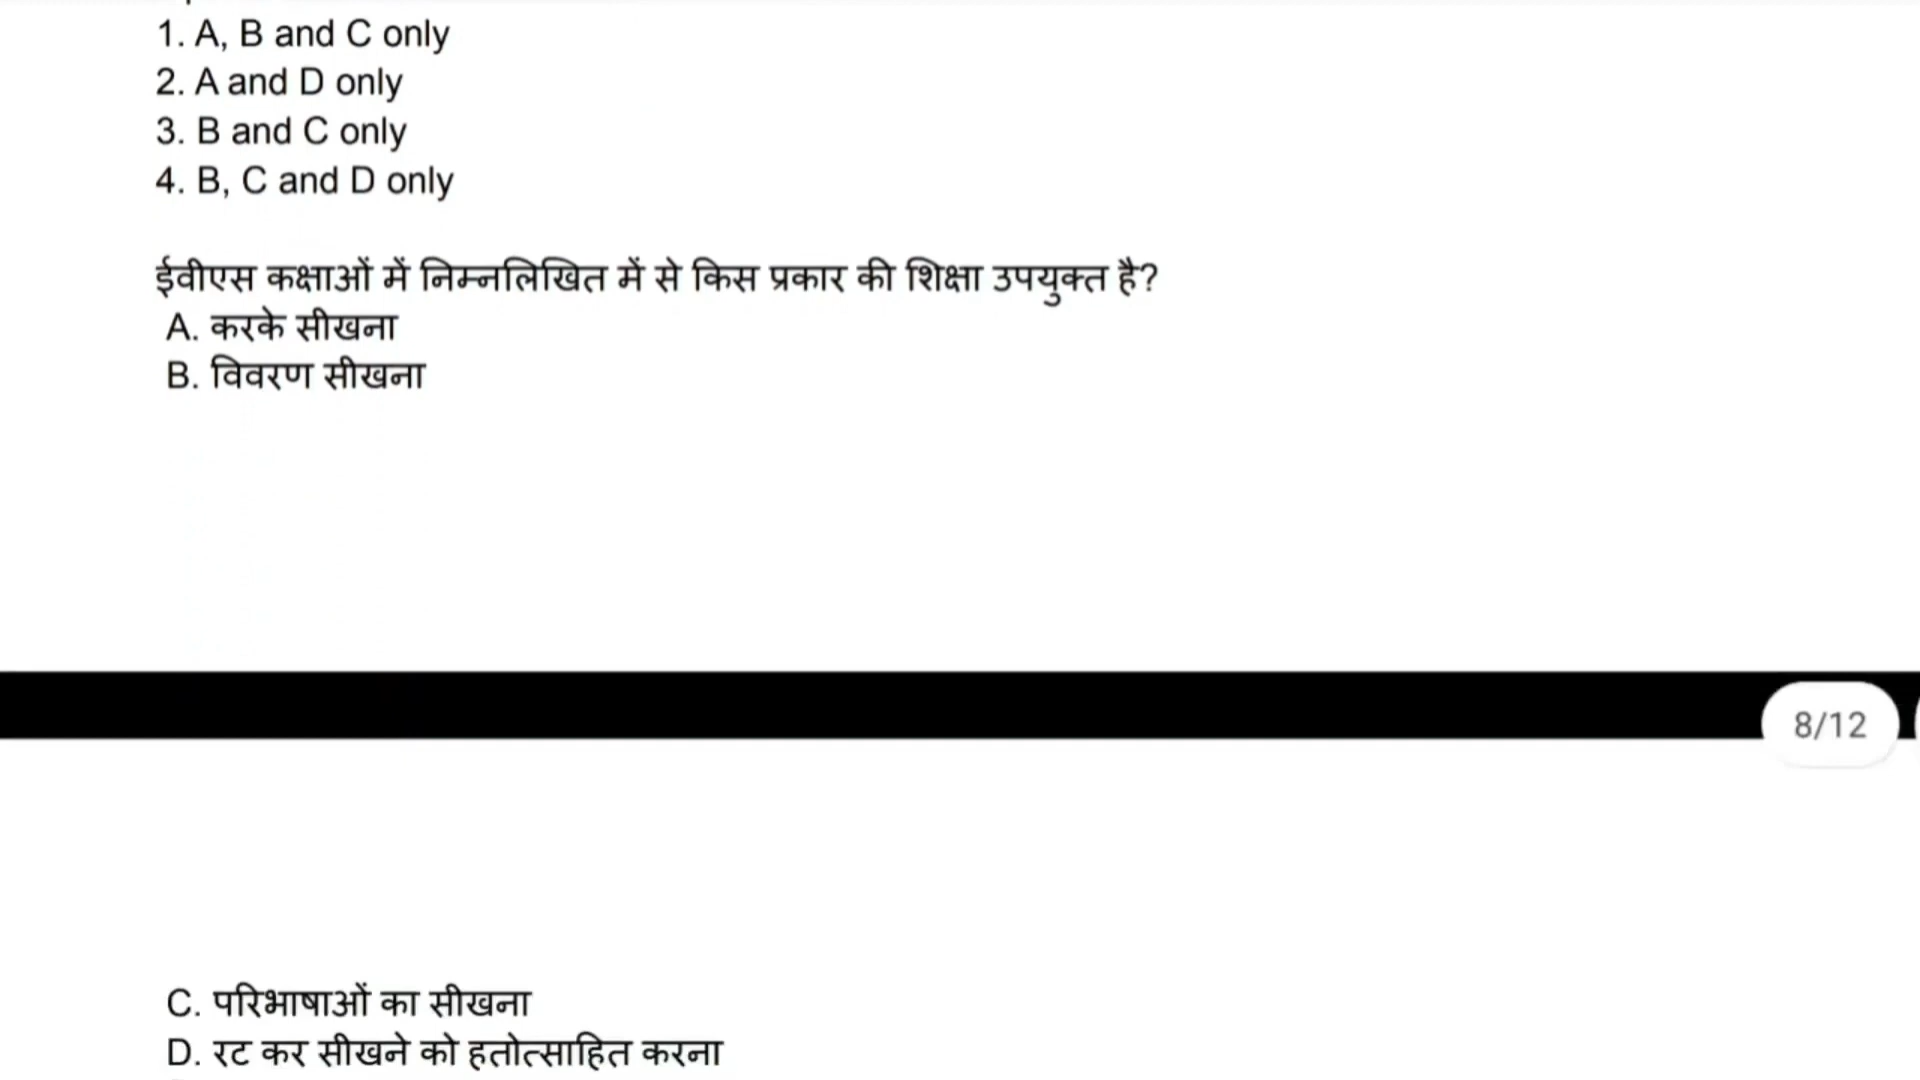 1. A, B and C only
2. A and D only
3. B and C only
4. B, C and D only
ईवीएस कक्षाओं में निम्नलिखित में से किस प्रकार की शिक्षा उपयुक्त है?
A. करके सीखना
B. विवरण सीखना
8/12
C. परिभाषाओं का सीखना
D. रट कर सीखने को हतोत्साहित करना